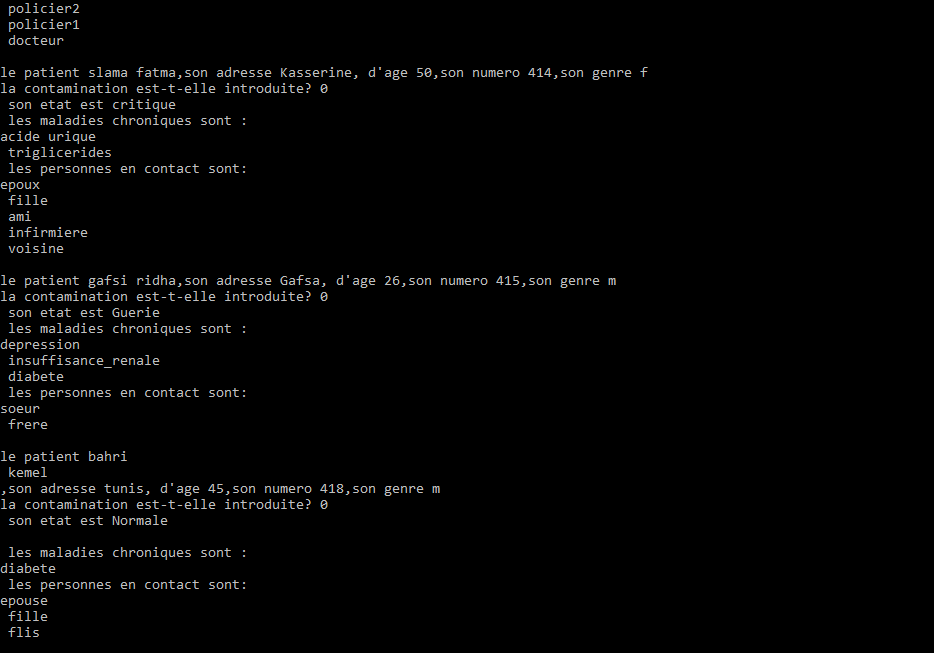 policier2
policier1
docteur
le patient slama fatma,son adresse Kasserine, d'age 50,son numero 414,son genre f
la contamination est-t-elle introduite? 0
son etat est critique
les maladies chroniques sont :
acide urique
triglicerides
les personnes en contact sont:
epoux
fille
ami
infirmiere
voisine
le patient gafsi ridha,son adresse Gafsa, d'age 26,son numero 415,son genre m
la contamination est-t-elle introduite? 0
son etat est Guerie
les maladies chroniques sont :
depression
insuffisance_renale
diabete
les personnes en contact sont:
soeur
frere
le patient bahri
kemel
,son adresse tunis, d'age 45,son numero 418,son genre m
la contamination est-t-elle introduite? 0
son etat est Normale
les maladies chroniques sont :
diabete
les personnes en contact sont:
epouse
fille
flis